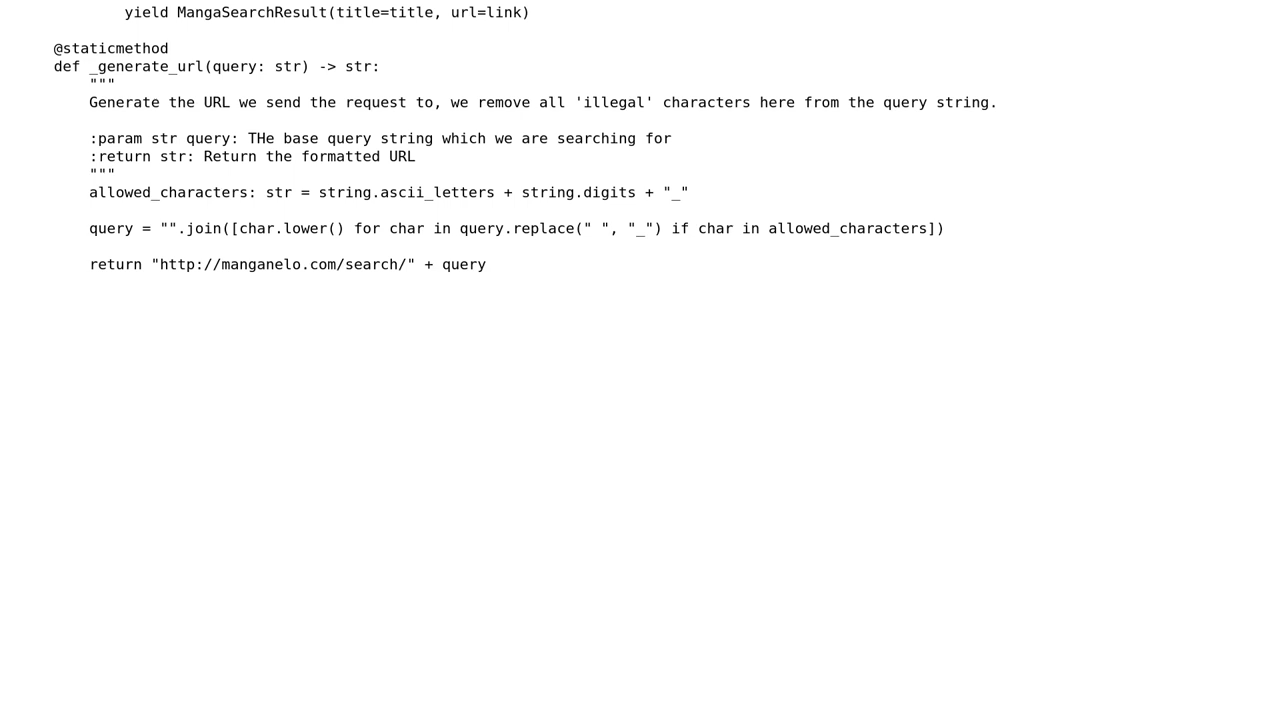 yield MangaSearchResult(title=title, url=link)
@staticmethod
def _generate_url(query: str) -> str:
"""
Generate the URL we send the request to, we remove all 'illegal' characters here from the query string.
:param str query: THe base query string which we are searching for
:return str: Return the formatted URL
"""
allowed_characters: str = string.ascii_letters + string.digits + "_"
query = "".join([char.lower() for char in query.replace(" ", "_") if char in allowed_characters])
return "http://manganelo.com/search/" + query